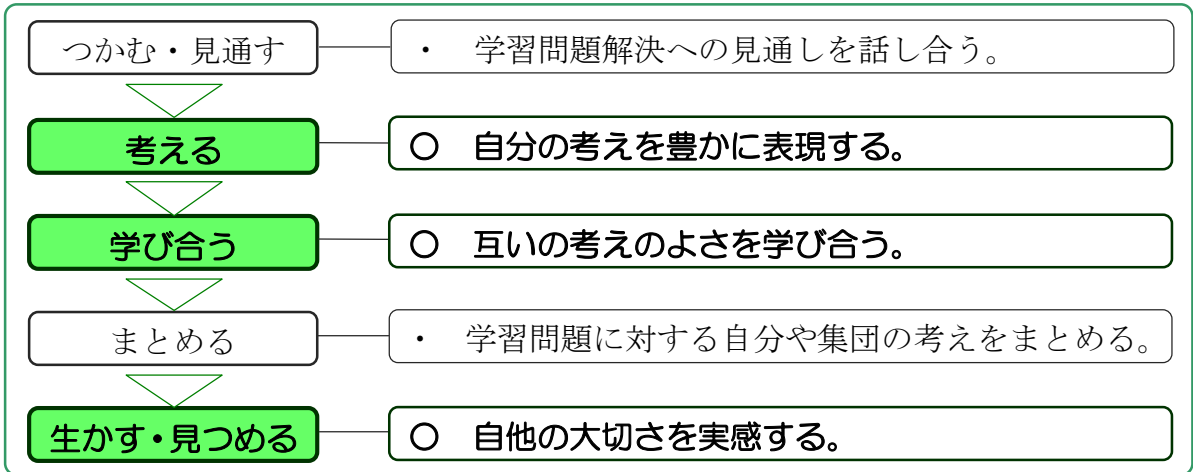 つかむ・見通す
・ 学習問題解決への見通しを話し合う。
考える
○ 自分の考えを豊かに表現する。
学び合う
○ 互いの考えのよさを学び合う。
まとめる
・ 学習問題に対する自分や集団の考えをまとめる。
生かす・見つめる
○ 自他の大切さを実感する。